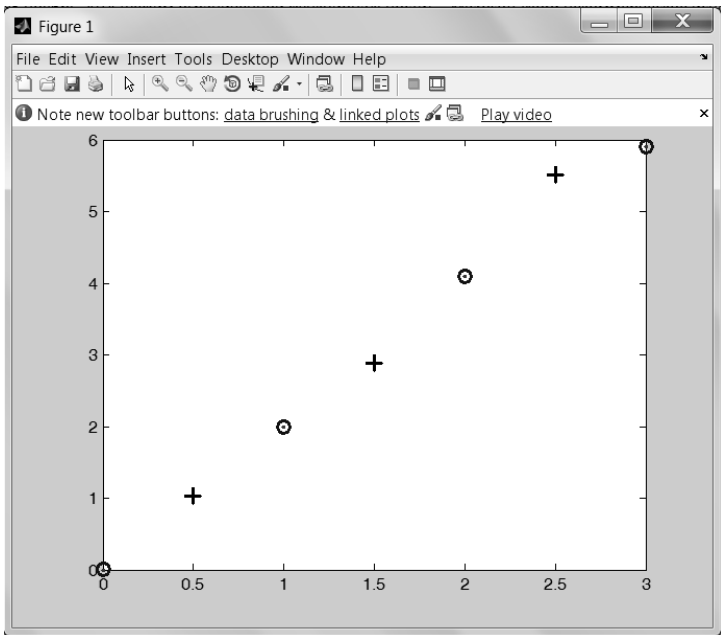 Figure 1
File Edit View Insert Tools Desktop Window Help
Note new toolbar buttons: data brushing & linked plots Play video
6
5
4
3
2
1
0
0 0.5 1 1.5 2 2.5 3